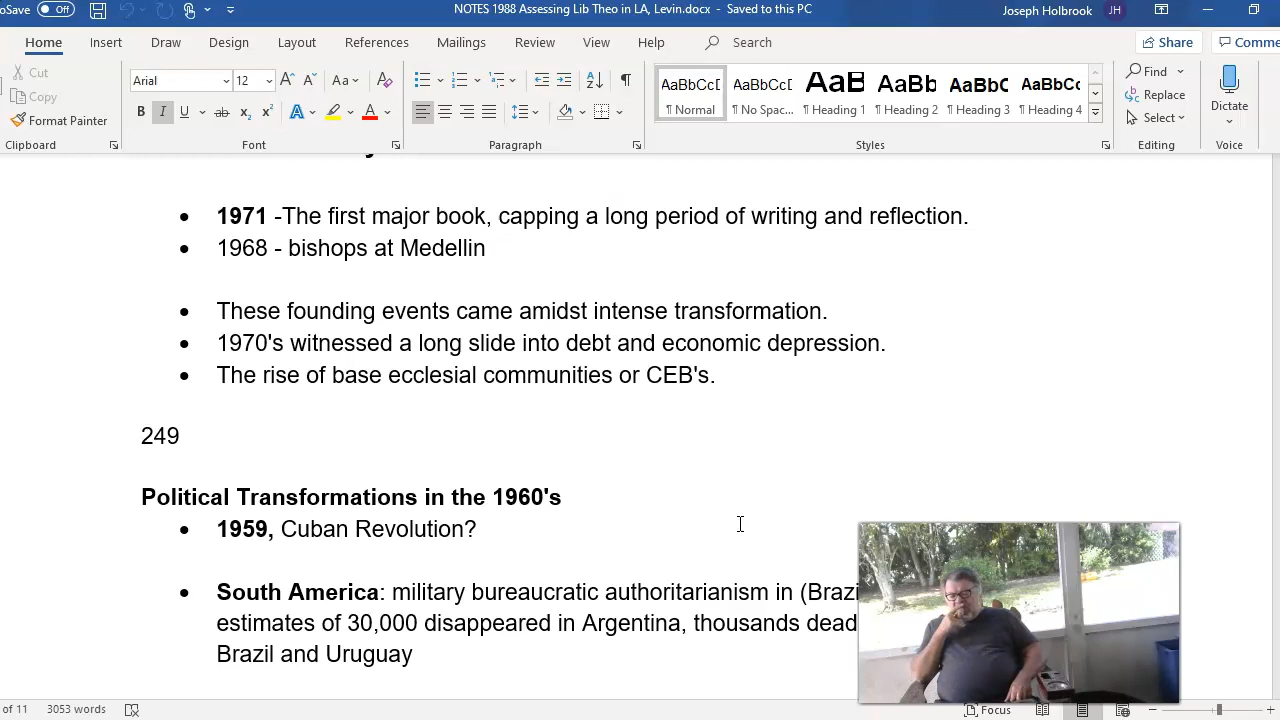 oSave Off NOTES 1988 Assessing Lib Theo in LA, Levin.docx - Saved to this PC Joseph Holbrook JH
Home Insert Draw Design Layout References Mailings Review View Help Search Share Comme
Cut
Copy
Format Painter
Clipboard
Arial 12 A A Aa A
B I U ab x₂ x² A A
Font
Paragraph
AaBbCcD AaBbCcD AaB AaBb AaBbC AaBbCc
¶ Normal ¶ No Spac... Heading 1 Heading 2 Heading 3 Heading 4
Styles
Find
Replace
Select
Editing
Dictate
Voice
• 1971 -The first major book, capping a long period of writing and reflection.
• 1968 - bishops at Medellin
• These founding events came amidst intense transformation.
• 1970's witnessed a long slide into debt and economic depression.
• The rise of base ecclesial communities or CEB's.
249
Political Transformations in the 1960's
• 1959, Cuban Revolution?
• South America: military bureaucratic authoritarianism in (Brazi
estimates of 30,000 disappeared in Argentina, thousands dead
Brazil and Uruguay
of 11 3053 words Focus